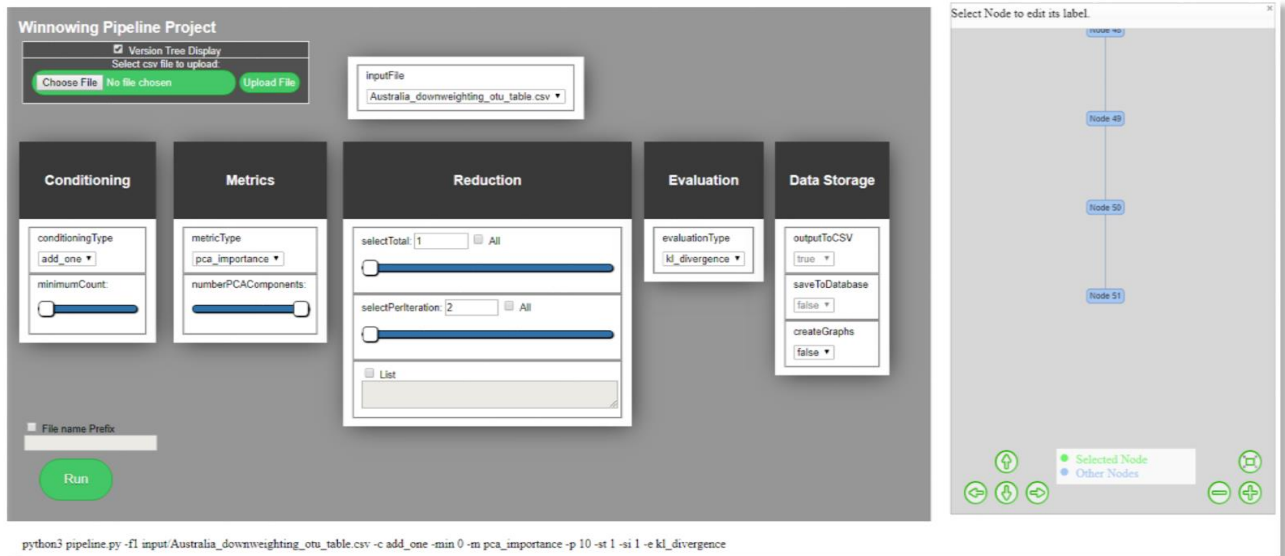 Winnowing Pipeline Project
Version Tree Display
Select csv file to upload:
Choose File No file chosen Upload File
inputFile
Australia_downweighting_otu_table.csv
Conditioning
conditioningType
add_one
minimumCount:
Metrics
metricType
pca_importance
numberPCAComponents:
Reduction
selectTotal: 1 All
selectPerIteration: 2 All
List
Evaluation
evaluationType
kl_divergence
Data Storage
outputToCSV
true
saveToDatabase
false
createGraphs
false
File name Prefix
Run
Select Node to edit its label.
×
Node 48
Node 49
Node 50
Node 51
Selected Node
Other Nodes
python3 pipeline.py -f1 input/Australia_downweighting_otu_table.csv -c add_one -min 0 -m pca_importance -p 10 -st 1 -si 1 -e kl_divergence